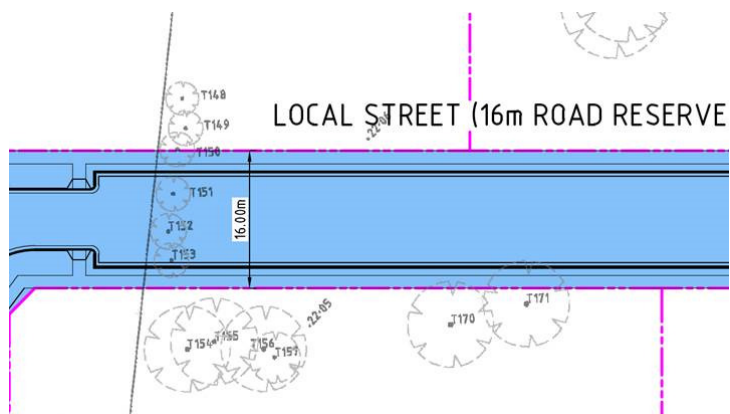 T148
T149
LOCAL STREET (16m ROAD RESERVE
T150
T151
16.00m
T152
T153
22.05
T154
T155
T156
T157
T170
T171